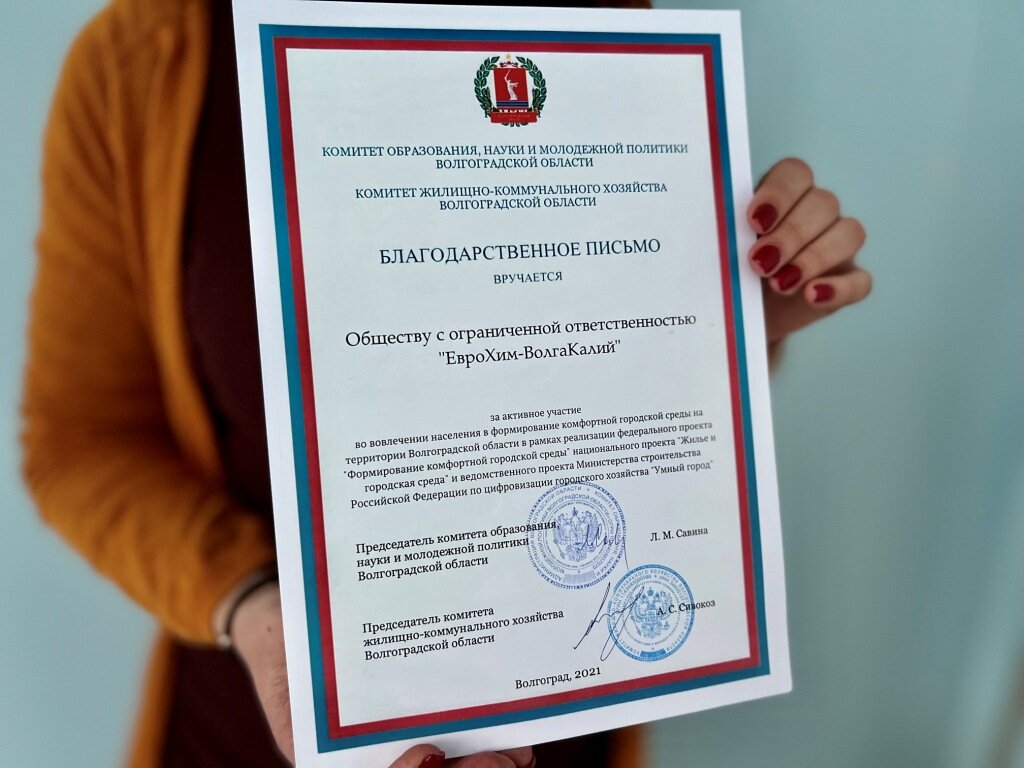 КОМИТЕТ ОБРАЗОВАНИЯ, НАУКИ И МОЛОДЕЖНОЙ ПОЛИТИКИ
ВОЛГОГРАДСКОЙ ОБЛАСТИ
КОМИТЕТ ЖИЛИЩНО-КОММУНАЛЬНОГО ХОЗЯЙСТВА
ВОЛГОГРАДСКОЙ ОБЛАСТИ
БЛАГОДАРСТВЕННОЕ ПИСЬМО
ВРУЧАЕТСЯ
Обществу с ограниченной ответственностью
"ЕвроХим-ВолгаКалий"
за активное участие
во вовлечении населения в формирование комфортной городской среды на
территории Волгоградской области в рамках реализации федерального проекта
"Формирование комфортной городской среды" национального проекта "Жилье и
городская среда" и ведомственного проекта Министерства строительства
Российской Федерации по цифровизации городского хозяйства "Умный город"
Председатель комитета образования,
науки и молодежной политики
Волгоградской области
Л. М. Савина
Председатель комитета
жилищно-коммунального хозяйства
Волгоградской области
А. С. Сивокоз
Волгоград, 2021